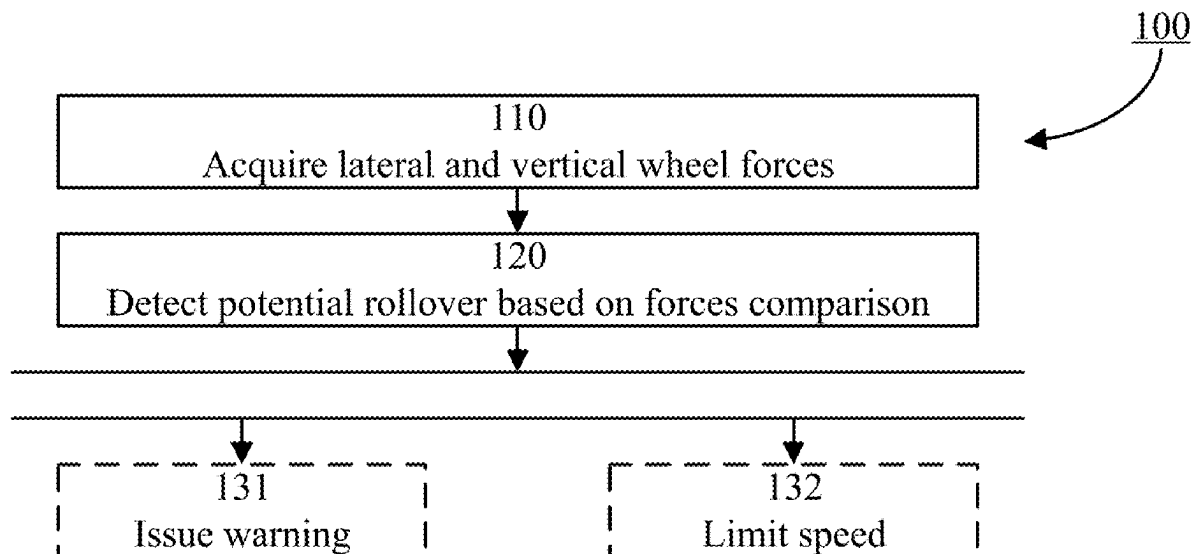 100
110
Acquire lateral and vertical wheel forces
120
Detect potential rollover based on forces comparison
131
Issue warning
132
Limit speed